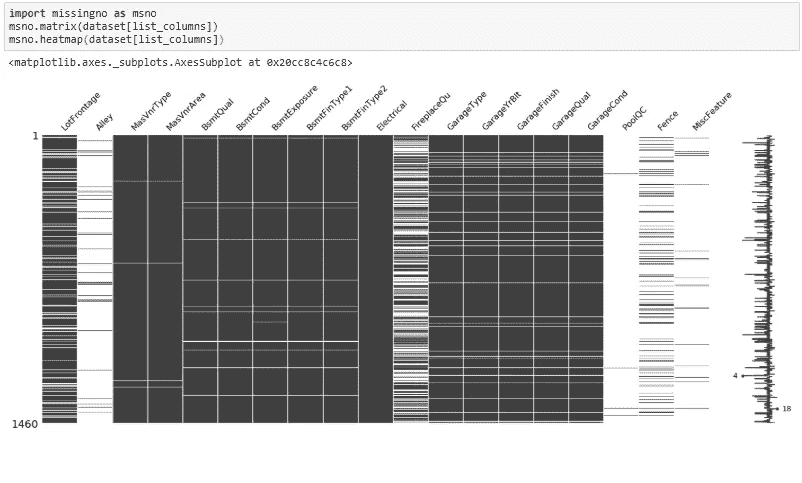 import missingno as msno
msno.matrix(dataset[list_columns])
msno.heatmap(dataset[list_columns])
<matplotlib.axes._subplots.AxesSubplot at 0x20cc8c4c6c8>
LotFrontage
Alley
MasVnrType
MasVnrArea
BsmtQual
BsmtCond
BsmtExposure
BsmtFinType1
BsmtFinType2
Electrical
FireplaceQu
GarageType
GarageYrBlt
GarageFinish
GarageQual
GarageCond
PoolQC
Fence
MiscFeature
1
4
18
1460